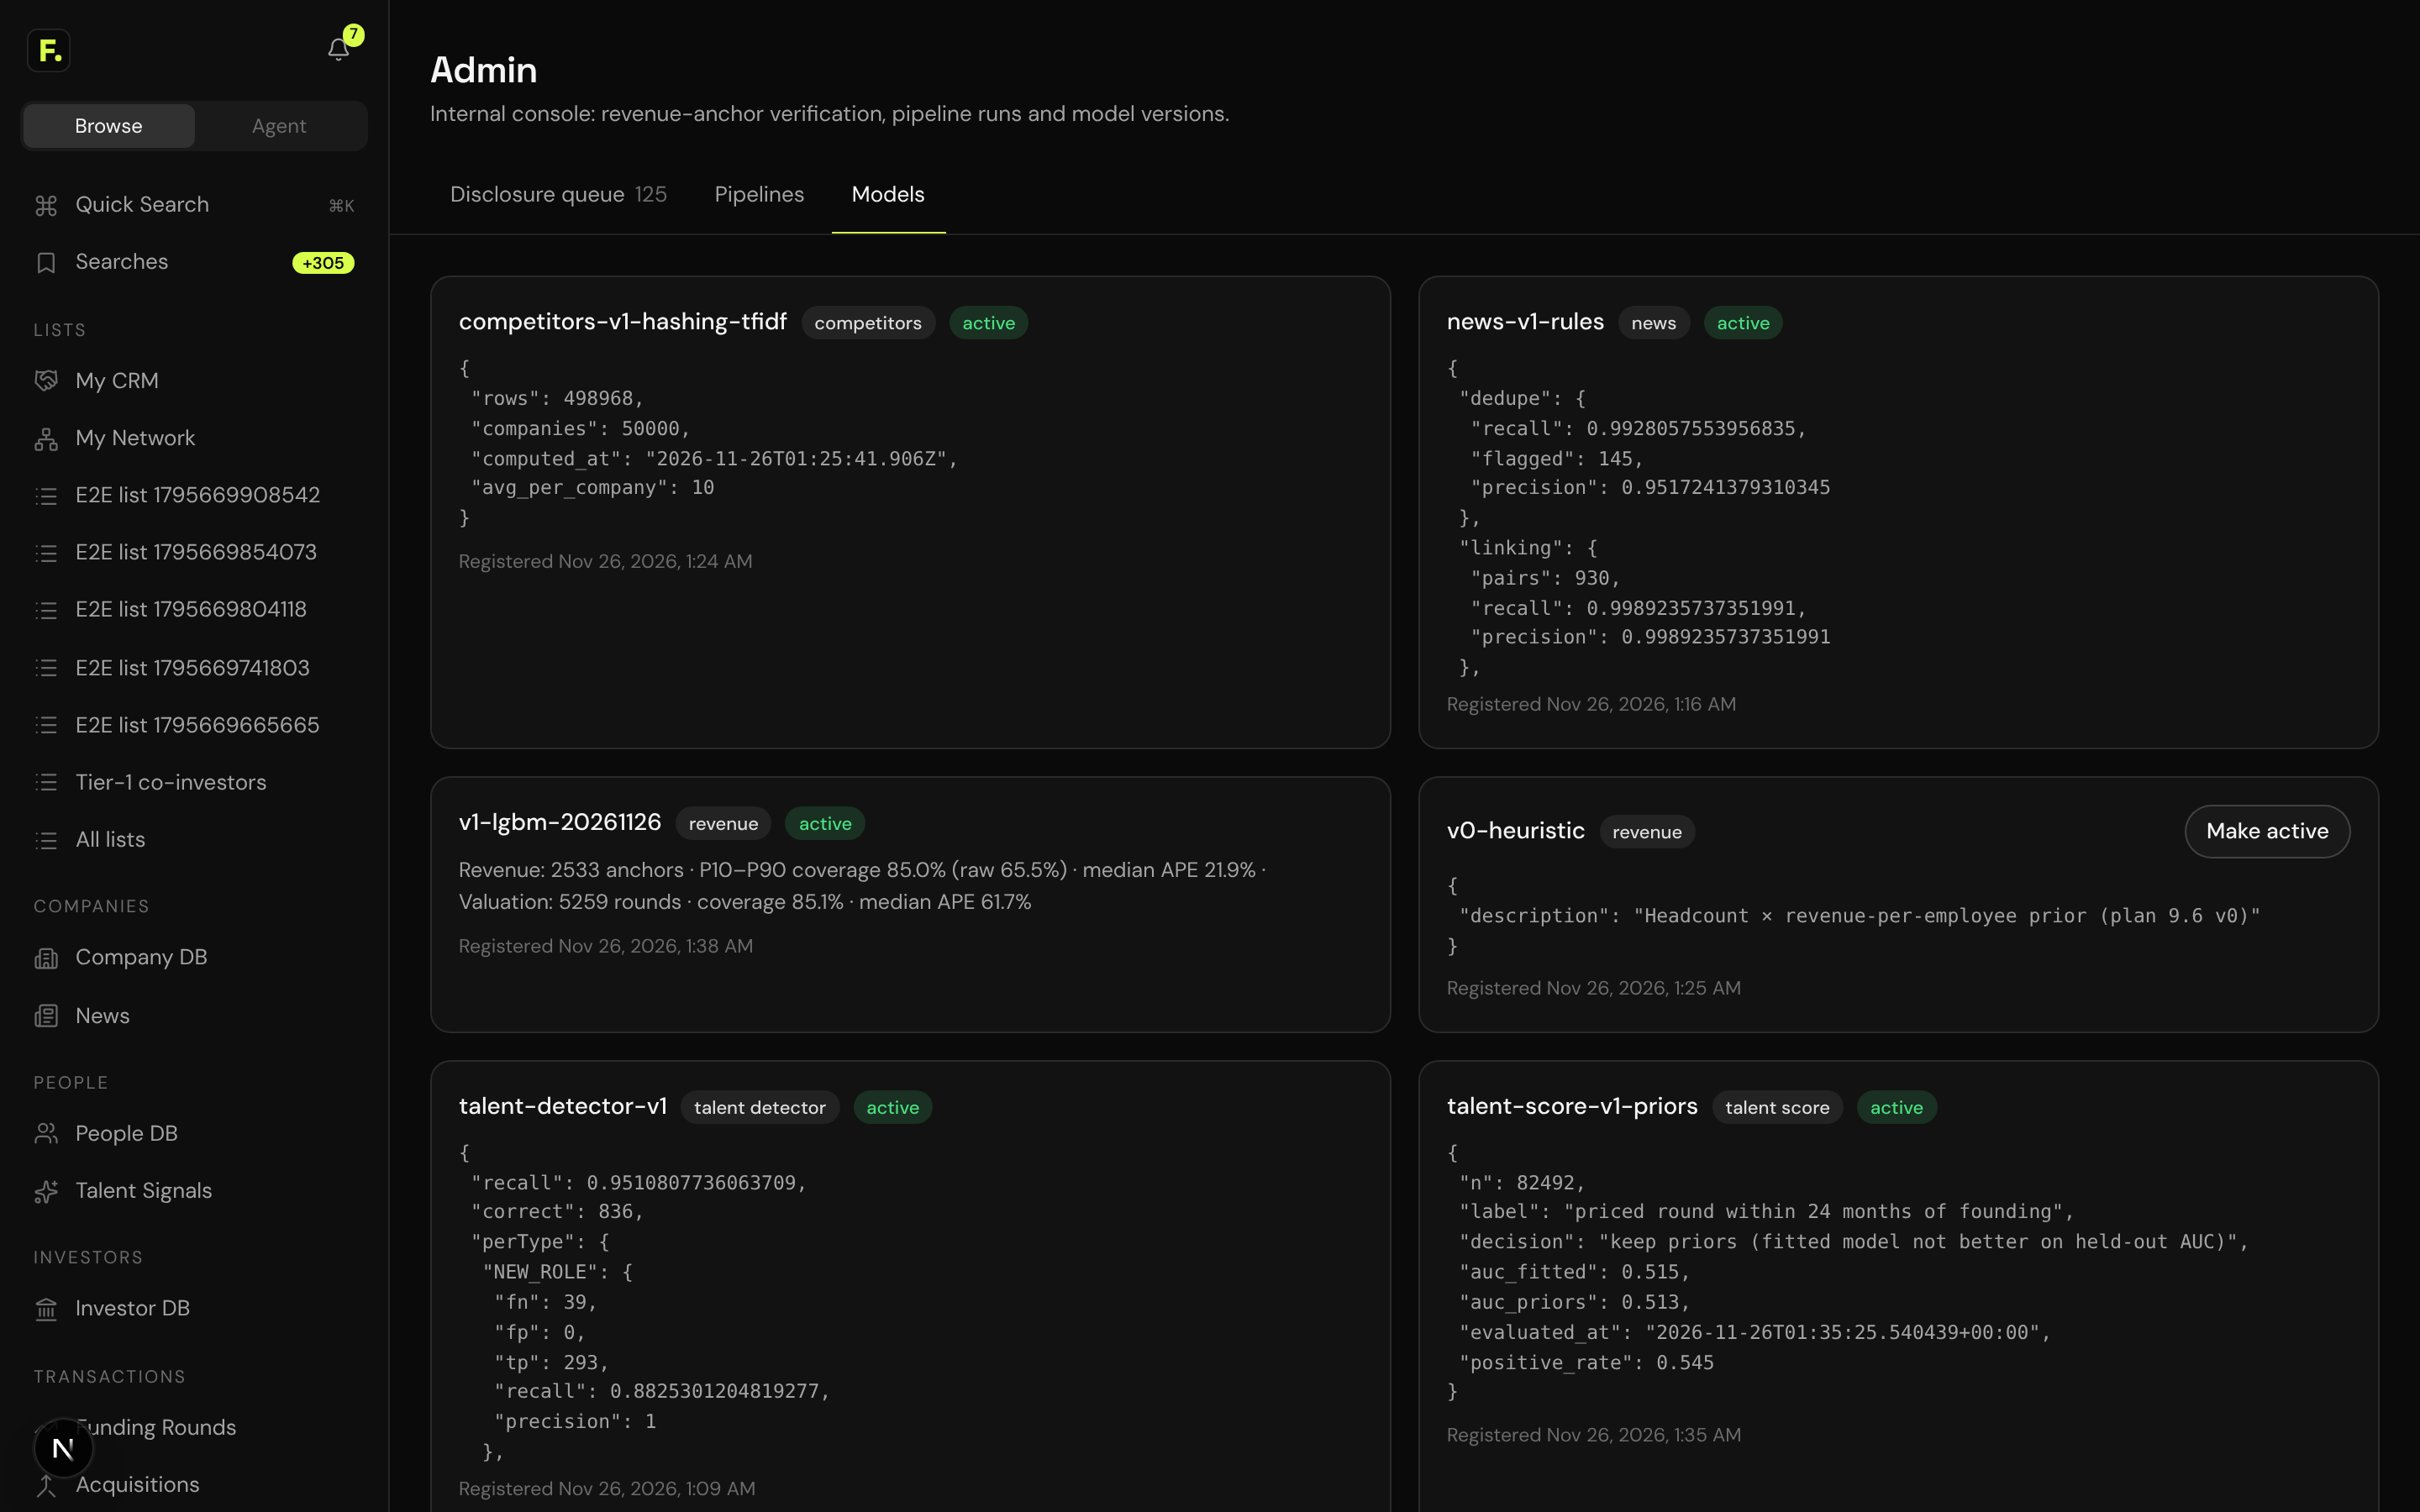 F.
7
Browse
Agent
Quick Search
⌘K
Searches
+305
LISTS
My CRM
My Network
E2E list 1795669908542
E2E list 1795669854073
E2E list 1795669804118
E2E list 1795669741803
E2E list 1795669665665
Tier-1 co-investors
All lists
COMPANIES
Company DB
News
PEOPLE
People DB
Talent Signals
INVESTORS
Investor DB
TRANSACTIONS
Funding Rounds
N
Acquisitions
Admin
Internal console: revenue-anchor verification, pipeline runs and model versions.
Disclosure queue 125
Pipelines
Models
competitors-v1-hashing-tfidf competitors active
{
"rows": 498968,
"companies": 50000,
"computed_at": "2026-11-26T01:25:41.906Z",
"avg_per_company": 10
}
Registered Nov 26, 2026, 1:24 AM
news-v1-rules news active
{
"dedupe": {
"recall": 0.9928057553956835,
"flagged": 145,
"precision": 0.9517241379310345
},
"linking": {
"pairs": 930,
"recall": 0.9989235737351991,
"precision": 0.9989235737351991
},
Registered Nov 26, 2026, 1:16 AM
v1-lgbm-20261126 revenue active
Revenue: 2533 anchors · P10–P90 coverage 85.0% (raw 65.5%) · median APE 21.9% ·
Valuation: 5259 rounds · coverage 85.1% · median APE 61.7%
Registered Nov 26, 2026, 1:38 AM
v0-heuristic revenue
Make active
{
"description": "Headcount × revenue-per-employee prior (plan 9.6 v0)"
}
Registered Nov 26, 2026, 1:25 AM
talent-detector-v1 talent detector active
{
"recall": 0.9510807736063709,
"correct": 836,
"perType": {
"NEW_ROLE": {
"fn": 39,
"fp": 0,
"tp": 293,
"recall": 0.8825301204819277,
"precision": 1
},
Registered Nov 26, 2026, 1:09 AM
talent-score-v1-priors talent score active
{
"n": 82492,
"label": "priced round within 24 months of founding",
"decision": "keep priors (fitted model not better on held-out AUC)",
"auc_fitted": 0.515,
"auc_priors": 0.513,
"evaluated_at": "2026-11-26T01:35:25.540439+00:00",
"positive_rate": 0.545
}
Registered Nov 26, 2026, 1:35 AM